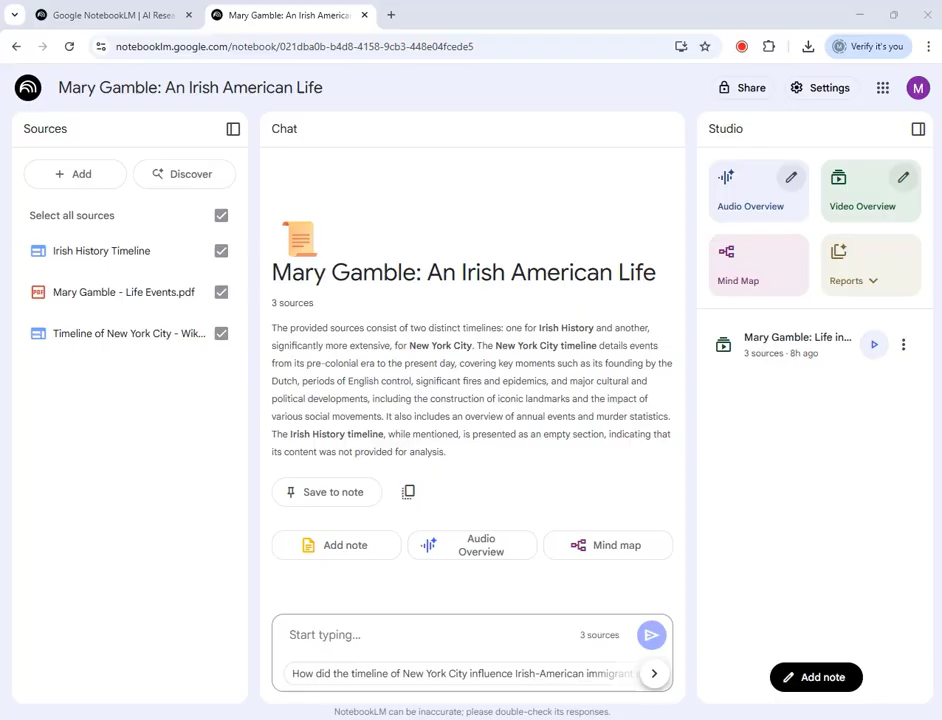 Google NotebookLM | AI Resea
Mary Gamble: An Irish America
notebooklm.google.com/notebook/021dba0b-b4d8-4158-9cb3-448e04fcede5
Verify it's you
Mary Gamble: An Irish American Life
Share
Settings
M
Sources
Add
Discover
Select all sources
Irish History Timeline
PDF
Mary Gamble - Life Events.pdf
Timeline of New York City - Wik...
Chat
Mary Gamble: An Irish American Life
3 sources
The provided sources consist of two distinct timelines: one for Irish History and another,
significantly more extensive, for New York City. The New York City timeline details events
from its pre-colonial era to the present day, covering key moments such as its founding by the
Dutch, periods of English control, significant fires and epidemics, and major cultural and
political developments, including the construction of iconic landmarks and the impact of
various social movements. It also includes an overview of annual events and murder statistics.
The Irish History timeline, while mentioned, is presented as an empty section, indicating that
its content was not provided for analysis.
Save to note
Add note
Audio
Overview
Mind map
Start typing...
3 sources
How did the timeline of New York City influence Irish-American immigrant
NotebookLM can be inaccurate; please double-check its responses.
Studio
Audio Overview
Video Overview
Mind Map
Reports
Mary Gamble: Life in...
3 sources · 8h ago
Add note